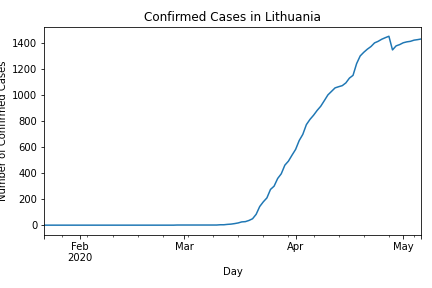 Confirmed Cases in Lithuania
Number of Confirmed Cases
1400
1200
1000
800
600
400
200
0
Feb
2020
Mar
Apr
May
Day